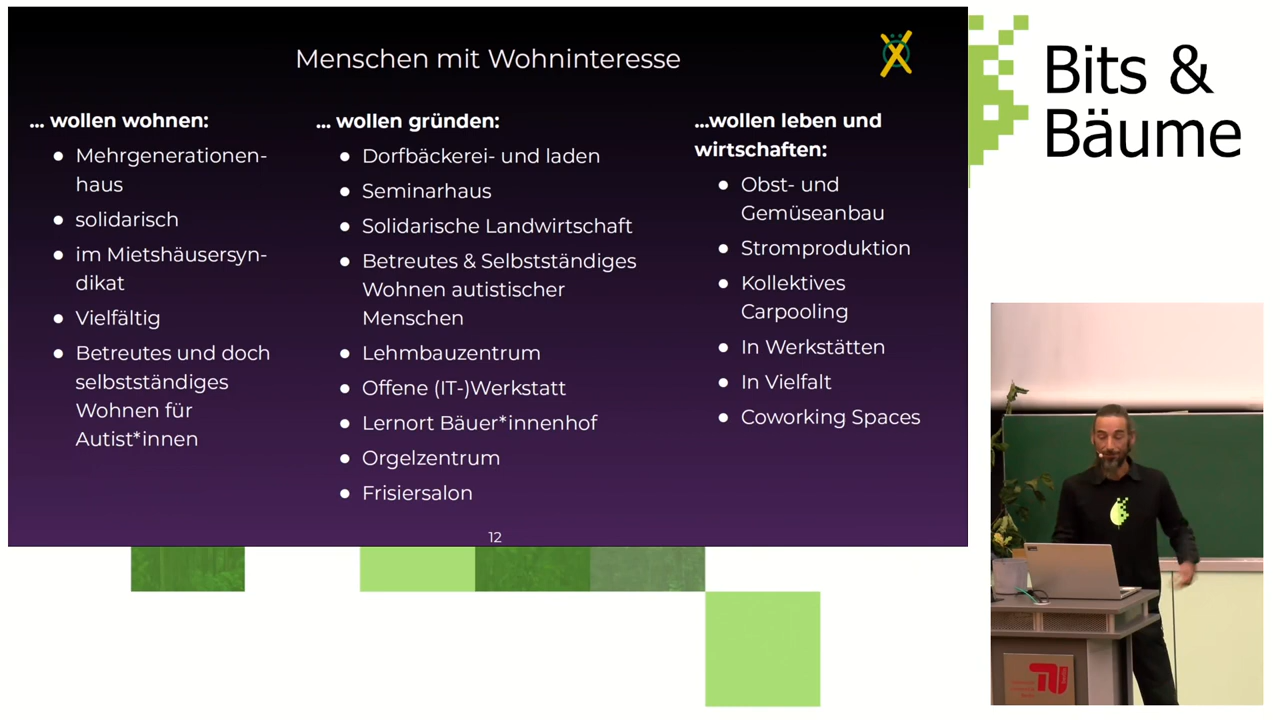 Menschen mit Wohninteresse
... wollen wohnen:
● Mehrgenerationen-
haus
● solidarisch
● im Mietshäusersyn-
dikat
● Vielfältig
● Betreutes und doch
selbstständiges
Wohnen für
Autist*innen
... wollen gründen:
● Dorfbäckerei- und laden
● Seminarhaus
● Solidarische Landwirtschaft
● Betreutes & Selbstständiges
Wohnen autistischer
Menschen
● Lehmbauzentrum
● Offene (IT-)Werkstatt
● Lernort Bäuer*innenhof
● Orgelzentrum
● Frisiersalon
...wollen leben und
wirtschaften:
● Obst- und
Gemüseanbau
● Stromproduktion
● Kollektives
Carpooling
● In Werkstätten
● In Vielfalt
● Coworking Spaces
12
Bits &
Bäume